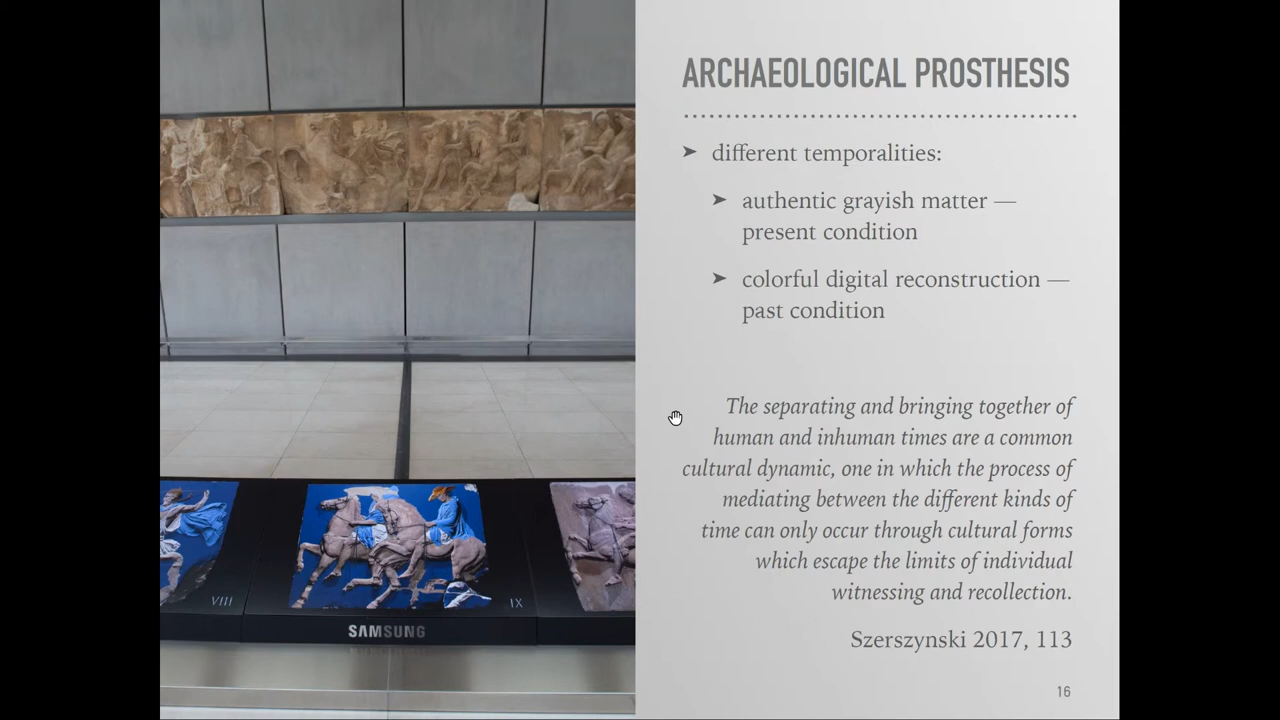 ARCHAEOLOGICAL PROSTHESIS
➤ different temporalities:
➤ authentic grayish matter —
present condition
➤ colorful digital reconstruction —
past condition
The separating and bringing together of
human and inhuman times are a common
cultural dynamic, one in which the process of
mediating between the different kinds of
time can only occur through cultural forms
which escape the limits of individual
witnessing and recollection.
Szerszynski 2017, 113
16
VIII
IX
SAMSUNG